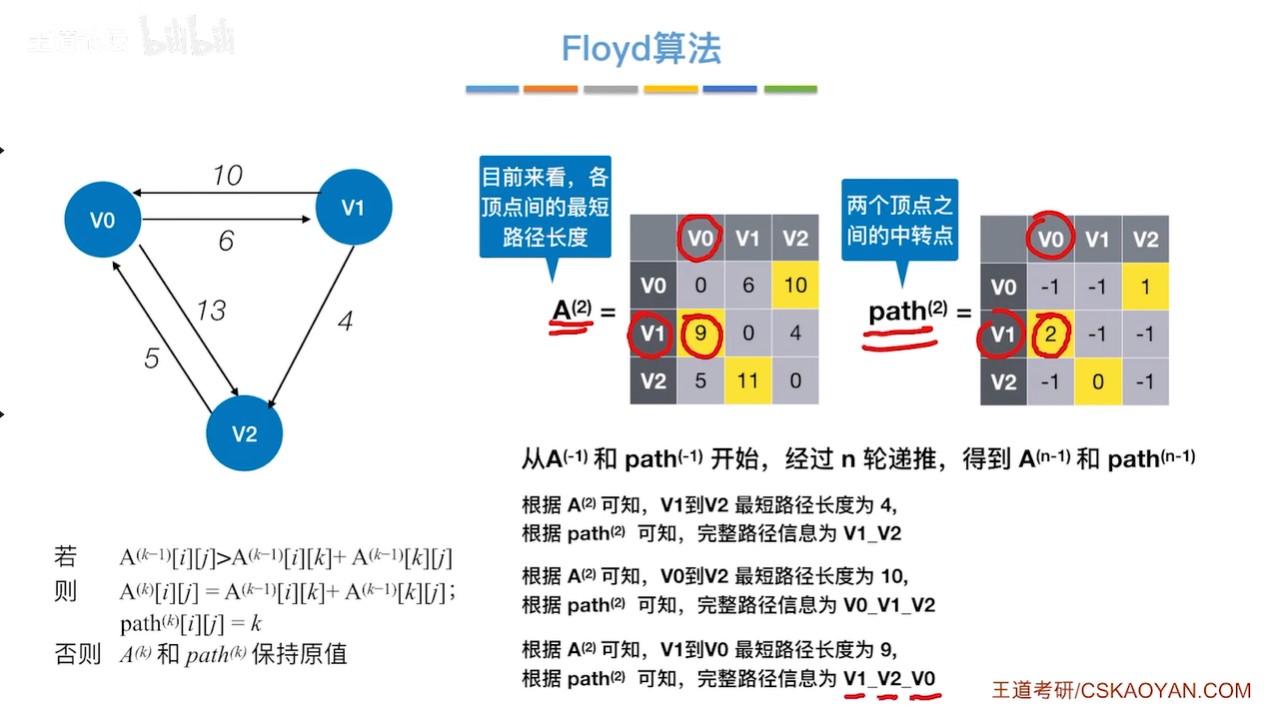 bilibili
Floyd算法
10
V0
V1
6
13
4
5
V2
目前来看，各
顶点间的最短
路径长度
A(2) =
V0 V1 V2
V0 0 6 10
V1 9 0 4
V2 5 11 0
两个顶点之
间的中转点
path(2) =
V0 V1 V2
V0 -1 -1 1
V1 2 -1 -1
V2 -1 0 -1
从A(-1) 和 path(-1) 开始，经过 n 轮递推，得到 A(n-1) 和 path(n-1)
根据 A(2) 可知，V1到V2 最短路径长度为 4,
根据 path(2) 可知，完整路径信息为 V1_V2
根据 A(2) 可知，V0到V2 最短路径长度为 10,
根据 path(2) 可知，完整路径信息为 V0_V1_V2
根据 A(2) 可知，V1到V0 最短路径长度为 9,
根据 path(2) 可知，完整路径信息为 V1_V2_V0
若 A(k−1)[i][j]>A(k−1)[i][k]+ A(k−1)[k][j]
则 A(k)[i][j] = A(k−1)[i][k]+ A(k−1)[k][j]；
path(k)[i][j] = k
否则 A(k) 和 path(k) 保持原值
王道考研/CSKAOYAN.COM